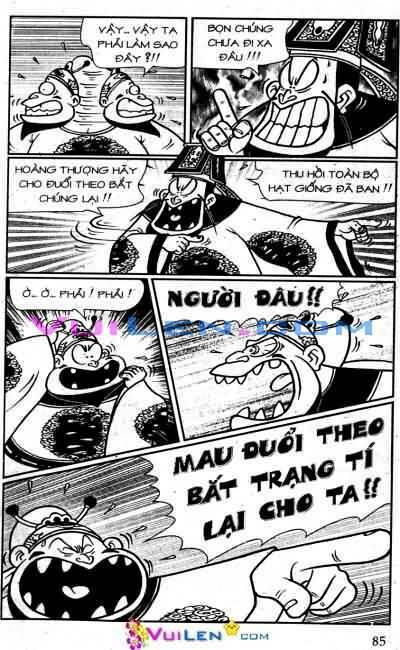 VẬY... VẬY TA
PHẢI LÀM SAO
ĐÂY ?!!
BỌN CHÚNG
CHƯA ĐI XA
ĐÂU !!!
HOÀNG THƯỢNG HÃY
CHO ĐUỔI THEO BẮT
CHÚNG LẠI !!
THU HỒI TOÀN BỘ
HẠT GIỐNG ĐÃ BAN !!
Ờ... Ờ... PHẢI ! PHẢI !
NGƯỜI ĐÂU !!
VUILEN.COM
MAU ĐUỔI THEO
BẮT TRẠNG TÍ
LẠI CHO TA !!
85
VUILEN.COM